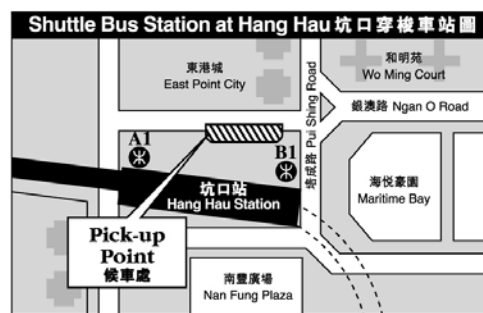 Shuttle Bus Station at Hang Hau 坑口穿梭車站圖
東港城
East Point City
和明苑
Wo Ming Court
培成路 Pui Shing Road
銀澳路 Ngan O Road
A1
B1
坑口站
Hang Hau Station
海悅豪園
Maritime Bay
Pick-up
Point
候車處
南豐廣場
Nan Fung Plaza